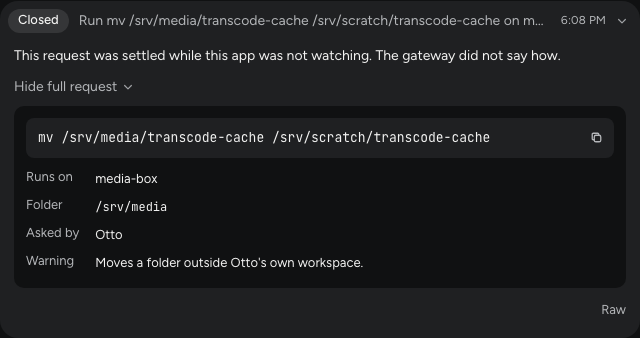 Closed Run mv /srv/media/transcode-cache /srv/scratch/transcode-cache on m... 6:08 PM
This request was settled while this app was not watching. The gateway did not say how.
Hide full request
mv /srv/media/transcode-cache /srv/scratch/transcode-cache
Runs on media-box
Folder /srv/media
Asked by Otto
Warning Moves a folder outside Otto's own workspace.
Raw